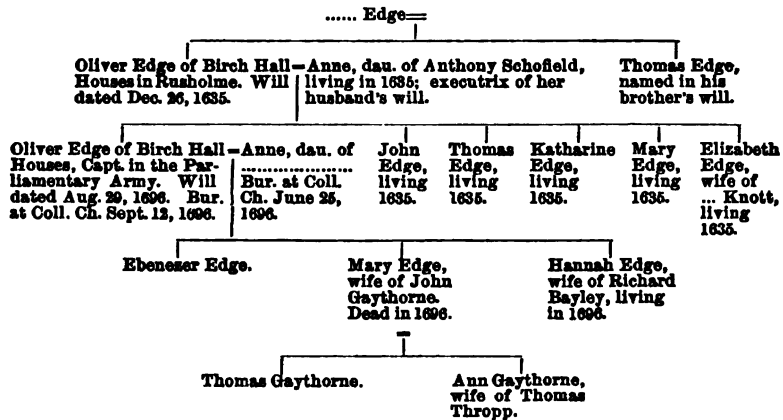 ...... Edge
Oliver Edge of Birch Hall
Houses in Rusholme. Will
dated Dec. 26, 1635.
Anne, dau. of Anthony Schofield,
living in 1635; executrix of her
husband's will.
Thomas Edge,
named in his
brother's will.
Oliver Edge of Birch Hall
Houses, Capt. in the Par-
liamentary Army. Will
dated Aug. 29, 1696. Bur.
at Coll. Ch. Sept. 12, 1696.
Anne, dau. of
.....................
Bur. at Coll.
Ch. June 25,
1696.
John
Edge,
living
1635.
Thomas
Edge,
living
1635.
Katharine
Edge,
living
1635.
Mary
Edge,
living
1635.
Elizabeth
Edge,
wife of
... Knott,
living
1635.
Ebenezer Edge.
Mary Edge,
wife of John
Gaythorne.
Dead in 1696.
Hannah Edge,
wife of Richard
Bayley, living
in 1696.
Thomas Gaythorne.
Ann Gaythorne,
wife of Thomas
Thropp.